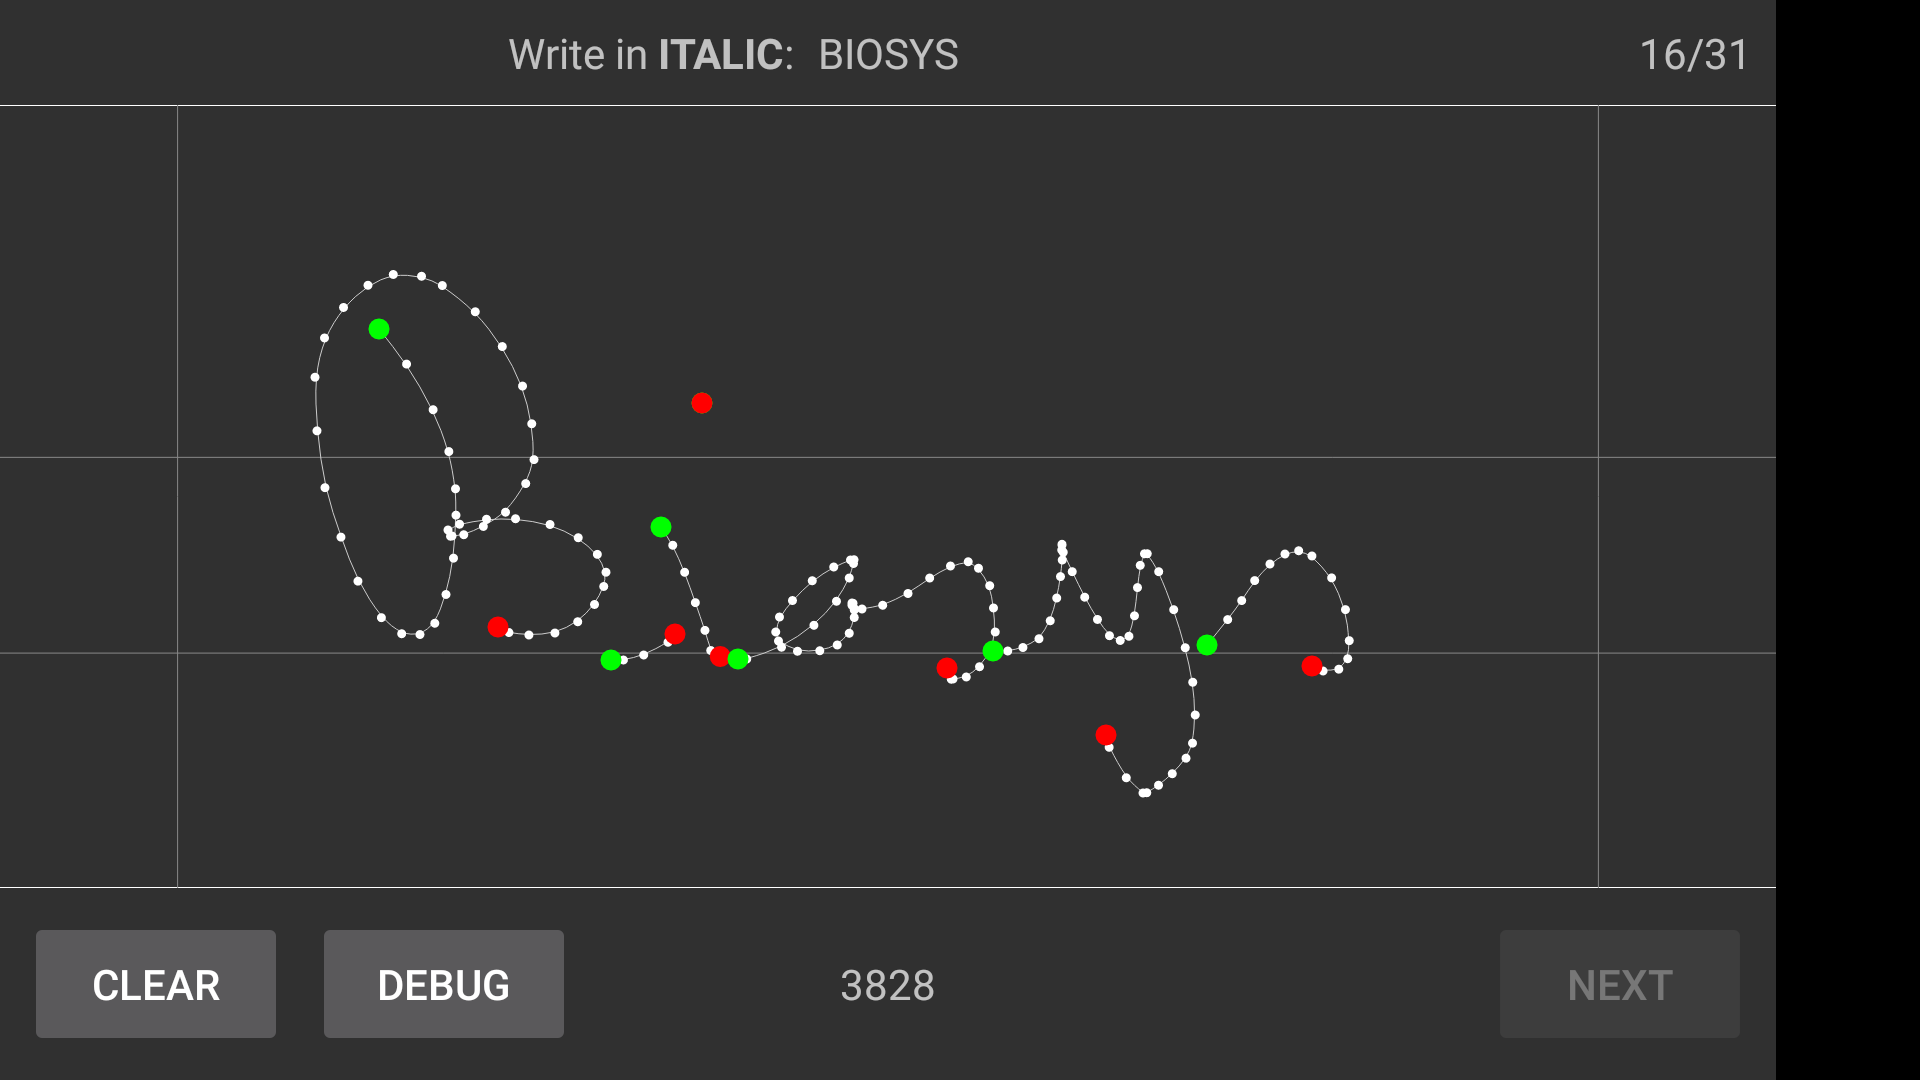 Write in ITALIC: BIOSYS
16/31
Biosys
CLEAR
DEBUG
3828
NEXT